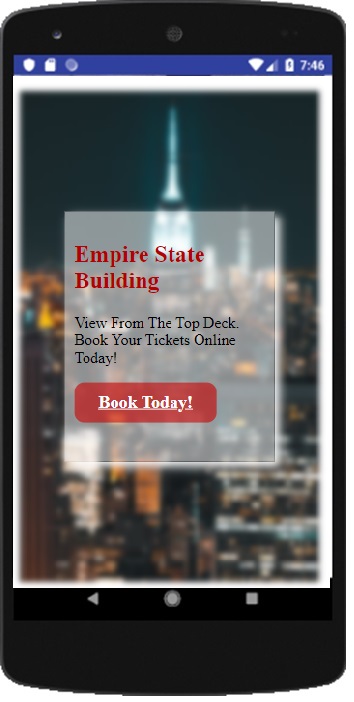 7:46
Empire State
Building
View From The Top Deck.
Book Your Tickets Online
Today!
Book Today!